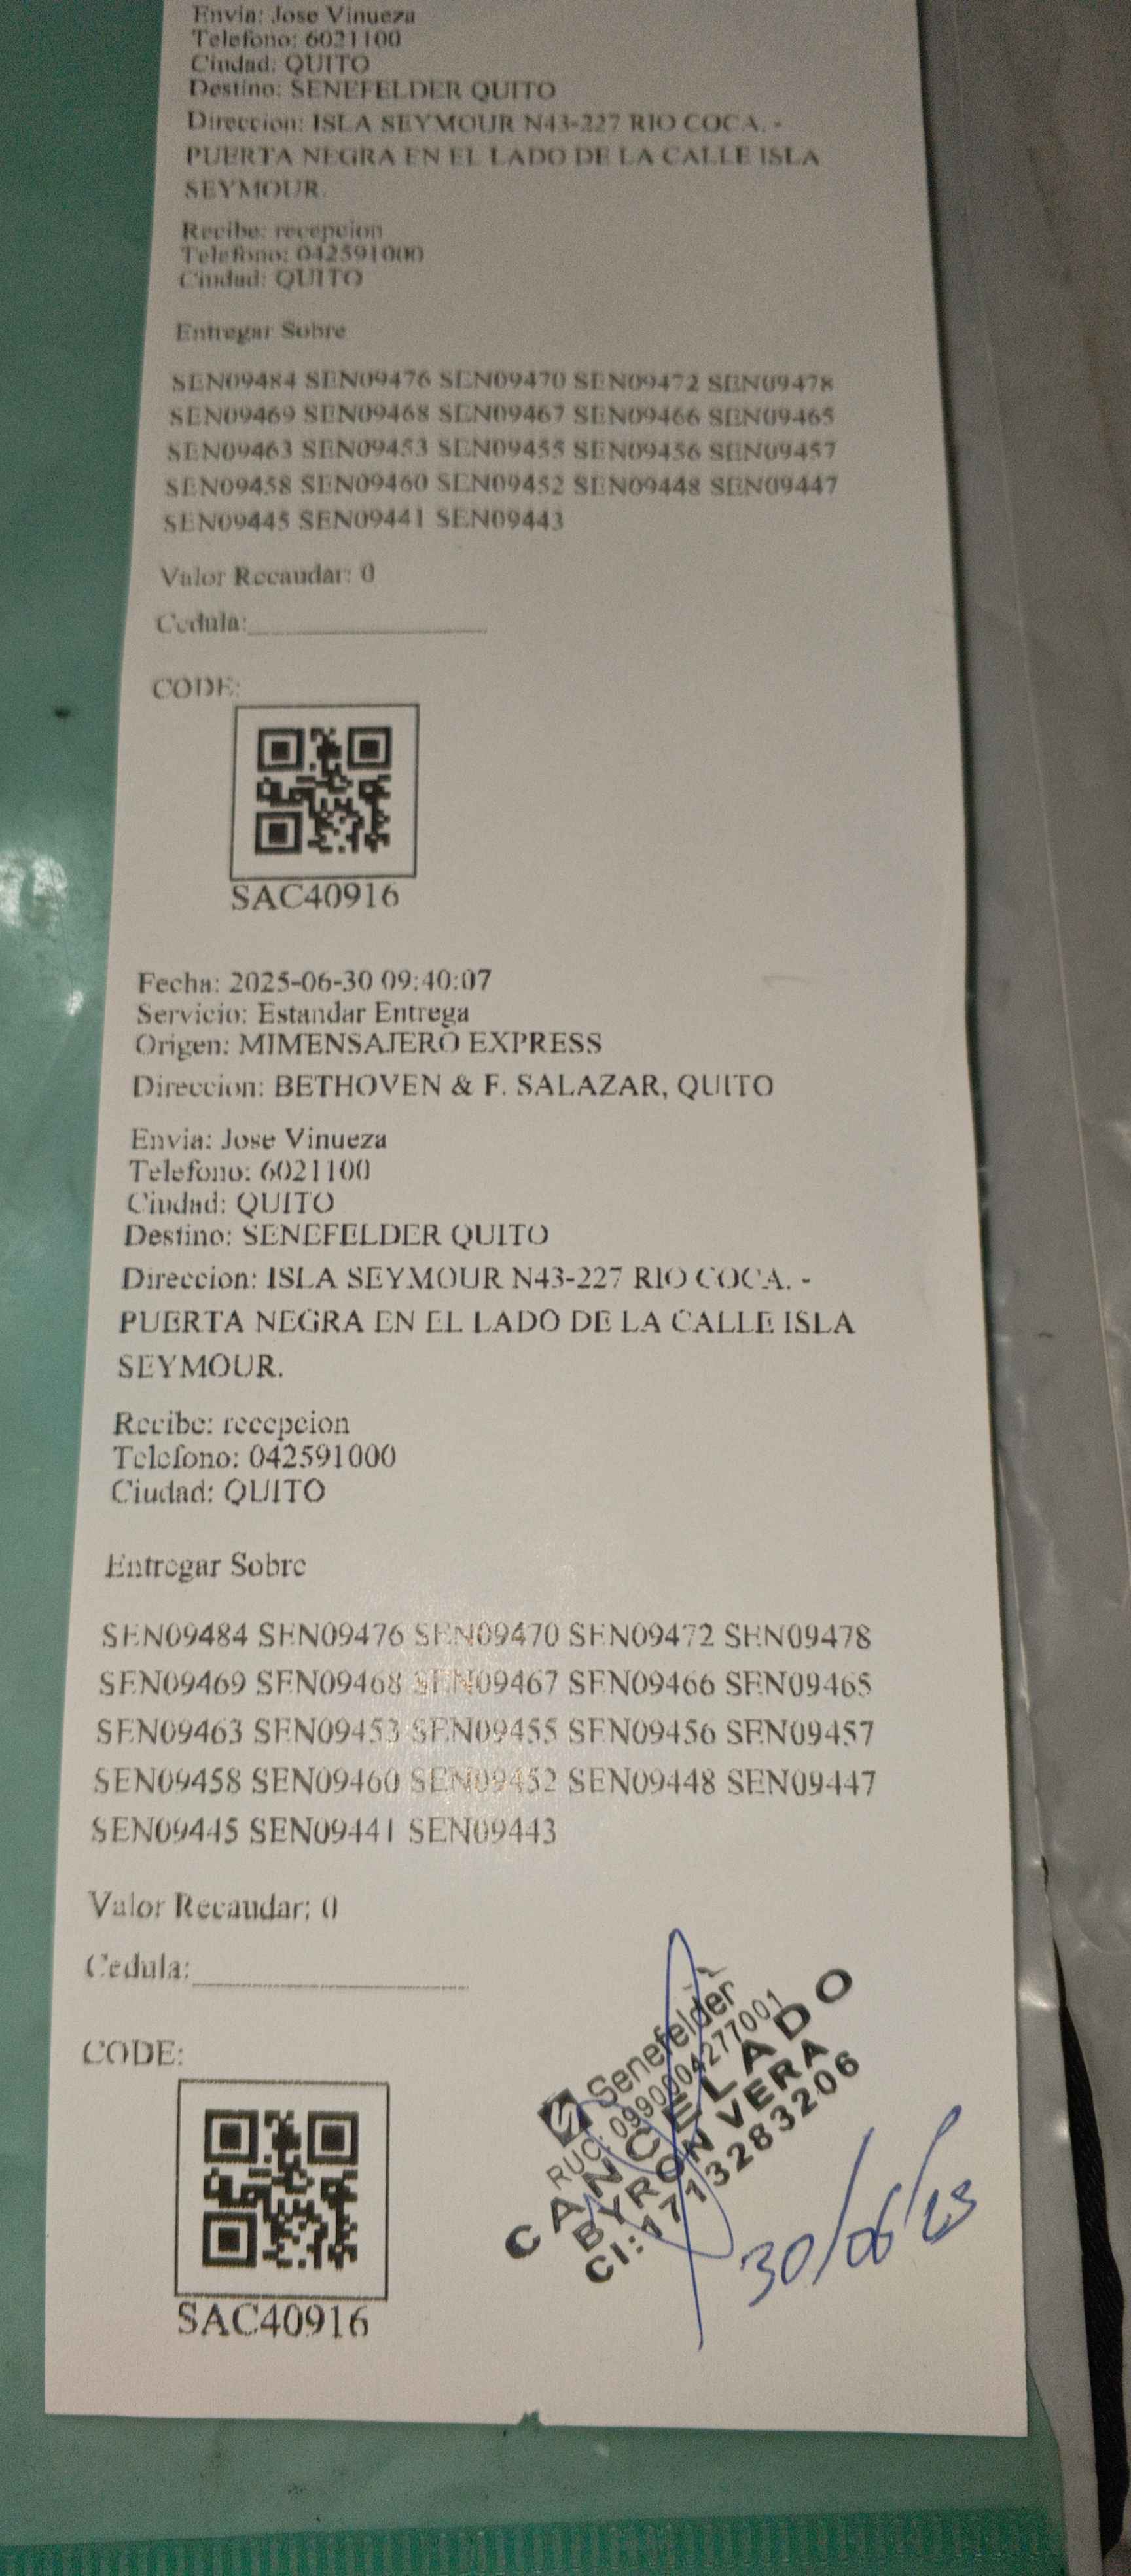 Envia: Jose Vinueza
Telefono: 6021100
Ciudad: QUITO
Destino: SENEFELDER QUITO
Direccion: ISLA SEYMOUR N43-227 RIO COCA. -
PUERTA NEGRA EN EL LADO DE LA CALLE ISLA
SEYMOUR.
Recibe: recepcion
Telefono: 042591000
Ciudad: QUITO
Entregar Sobre
SEN09484 SEN09476 SEN09470 SEN09472 SEN09478
SEN09469 SEN09468 SEN09467 SEN09466 SEN09465
SEN09463 SEN09453 SEN09455 SEN09456 SEN09457
SEN09458 SEN09460 SEN09452 SEN09448 SEN09447
SEN09445 SEN09441 SEN09443
Valor Recaudar: 0
Cedula:
CODE:
SAC40916
Fecha: 2025-06-30 09:40:07
Servicio: Estandar Entrega
Origen: MIMENSAJERO EXPRESS
Direccion: BETHOVEN & F. SALAZAR, QUITO
Envia: Jose Vinueza
Telefono: 6021100
Ciudad: QUITO
Destino: SENEFELDER QUITO
Direccion: ISLA SEYMOUR N43-227 RIO COCA. -
PUERTA NEGRA EN EL LADO DE LA CALLE ISLA
SEYMOUR.
Recibe: recepcion
Telefono: 042591000
Ciudad: QUITO
Entregar Sobre
SEN09484 SEN09476 SEN09470 SEN09472 SEN09478
SEN09469 SEN09468 SEN09467 SEN09466 SEN09465
SEN09463 SEN09453 SEN09455 SEN09456 SEN09457
SEN09458 SEN09460 SEN09452 SEN09448 SEN09447
SEN09445 SEN09441 SEN09443
Valor Recaudar: 0
Cedula:
CODE:
SAC40916
Senefelder
RUC: 0990004277001
CANCELADO
BYRON VERA
CI: 1713283206
30/06/25